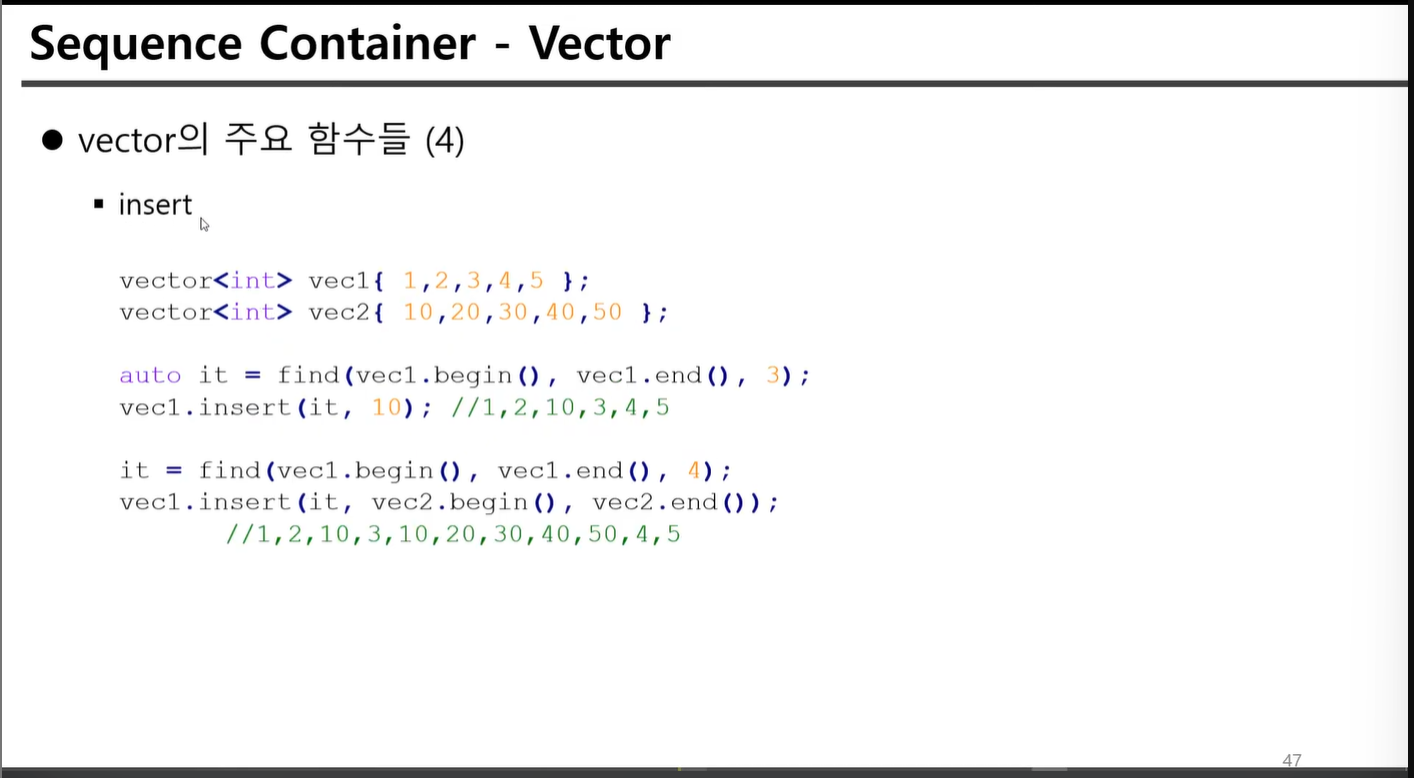 Sequence Container - Vector
● vector의 주요 함수들 (4)
▪ insert
vector<int> vec1{ 1,2,3,4,5 };
vector<int> vec2{ 10,20,30,40,50 };
auto it = find(vec1.begin(), vec1.end(), 3);
vec1.insert(it, 10); //1,2,10,3,4,5
it = find(vec1.begin(), vec1.end(), 4);
vec1.insert(it, vec2.begin(), vec2.end());
//1,2,10,3,10,20,30,40,50,4,5
47